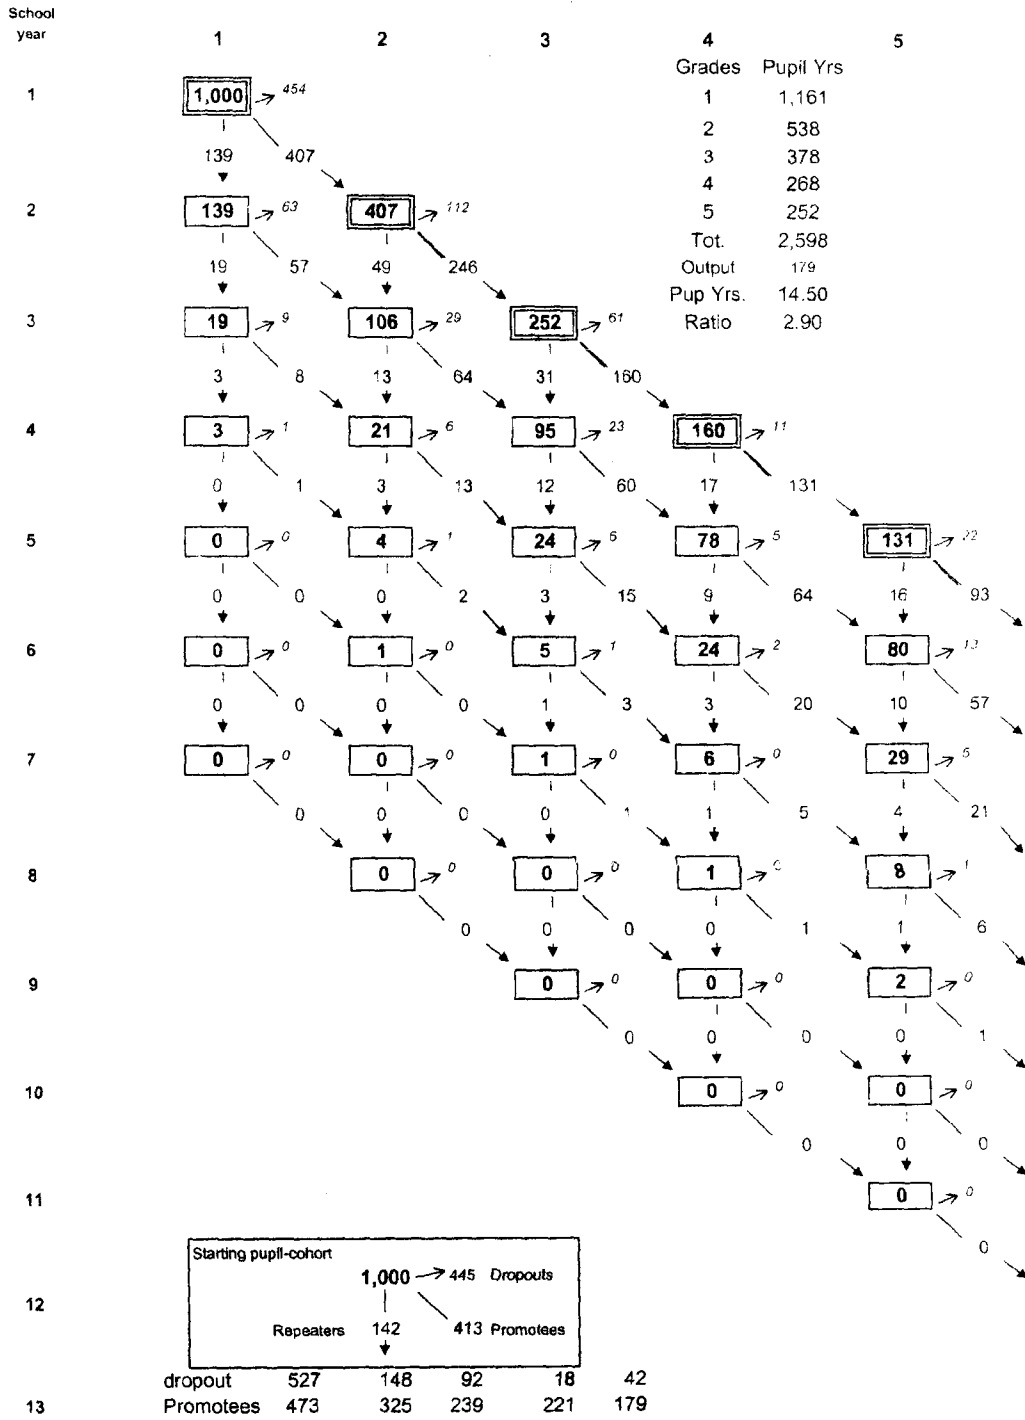 School
year 1 2 3 4 5
Grades Pupil Yrs
1 1,000 454 1 1,161
2 538
139 407 3 378
4 268
2 139 63 407 112 5 252
Tot. 2,598
19 57 49 246 Output 179
Pup Yrs. 14.50
3 19 9 106 29 252 61 Ratio 2.90
3 8 13 64 31 160
4 3 1 21 6 95 23 160 11
0 1 3 13 12 60 17 131
5 0 0 4 1 24 6 78 5 131 22
0 0 0 2 3 15 9 64 16 93
6 0 0 1 0 5 1 24 2 80 13
0 0 0 0 1 3 3 20 10 57
7 0 0 0 0 1 0 6 0 29 5
0 0 0 0 1 1 5 4 21
8 0 0 0 0 1 8 1
0 0 0 0 1 1 6
9 0 0 0 0 2 0
0 0 0 0 1
10 0 0 0 0
0 0 0
11 0 0
0
Starting pupil-cohort
1,000 445 Dropouts
12
Repeaters 142 413 Promotees
dropout 527 148 92 18 42
13 Promotees 473 325 239 221 179